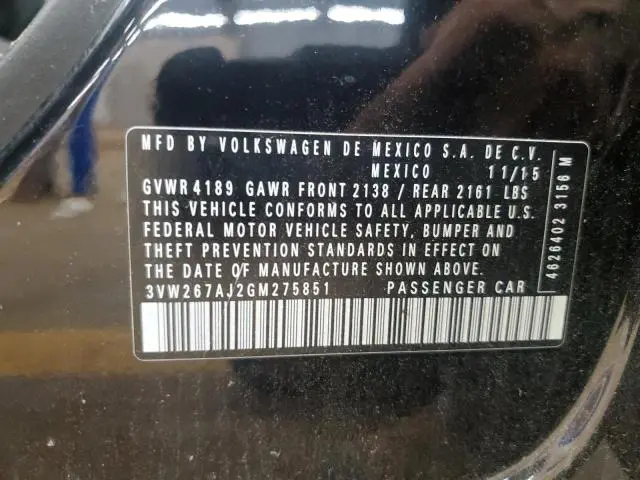 MFD BY VOLKSWAGEN DE MEXICO S.A. DE C.V.
MEXICO 11/15
GVWR 4189 GAWR FRONT 2138 / REAR 2161 LBS
THIS VEHICLE CONFORMS TO ALL APPLICABLE U.S.
FEDERAL MOTOR VEHICLE SAFETY, BUMPER AND
THEFT PREVENTION STANDARDS IN EFFECT ON
THE DATE OF MANUFACTURE SHOWN ABOVE.
3VW267AJ2GM275851 PASSENGER CAR
4626402 3156 M